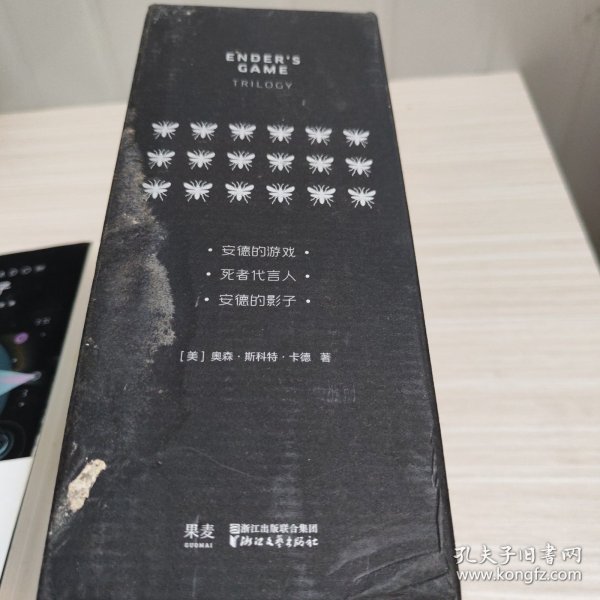 ENDER'S
GAME
TRILOGY
· 安德的游戏 ·
· 死者代言人 ·
· 安德的影子 ·
[美] 奥森·斯科特·卡德 著
果麦
GUOMAI
浙江出版联合集团
浙江文艺出版社
孔夫子旧书网
www.kongfz.com